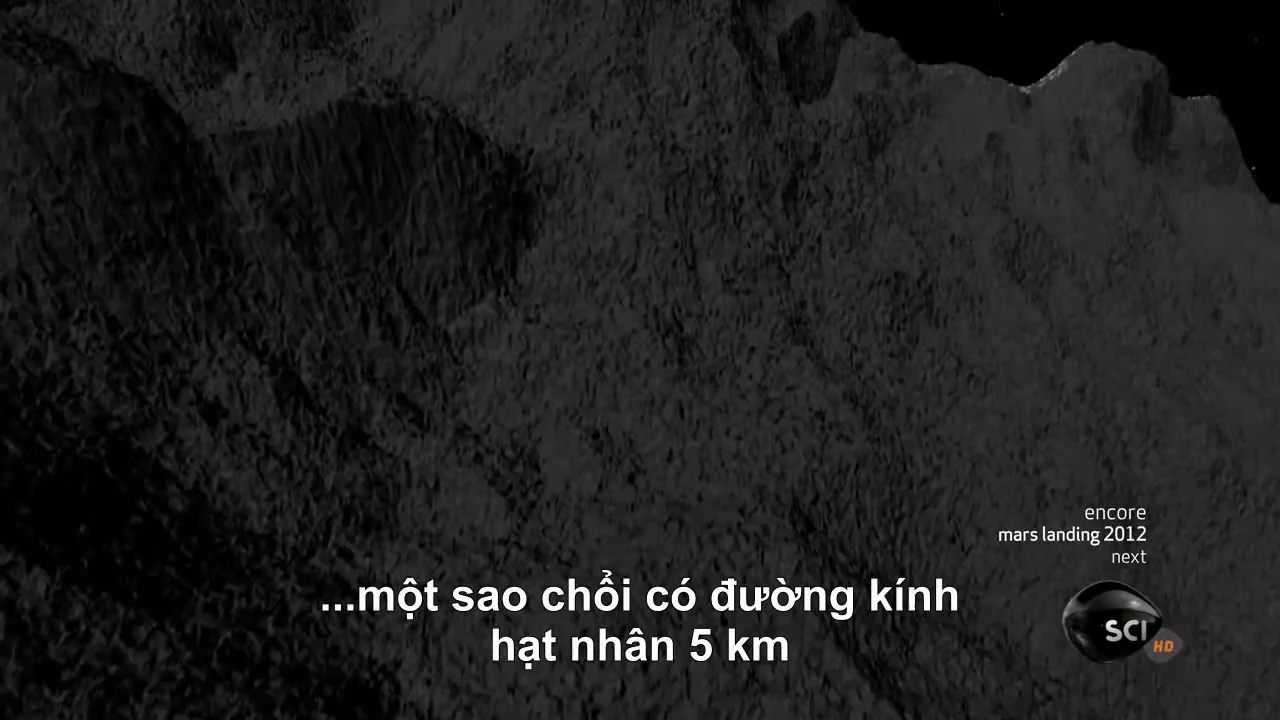 encore
mars landing 2012
next
...một sao chổi có đường kính
hạt nhân 5 km
SCI
HD